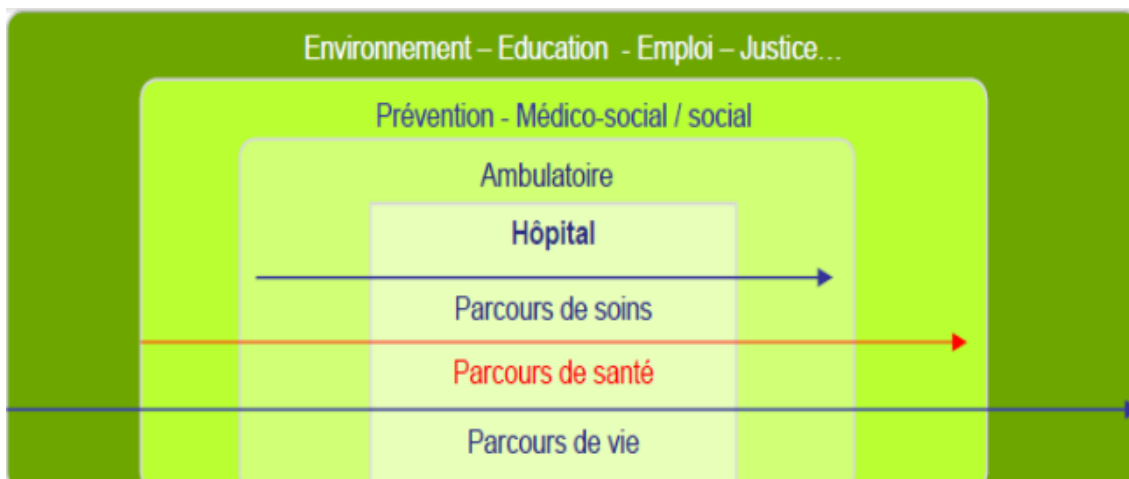 Environnement – Education - Emploi – Justice...
Prévention - Médico-social / social
Ambulatoire
Hôpital
Parcours de soins
Parcours de santé
Parcours de vie